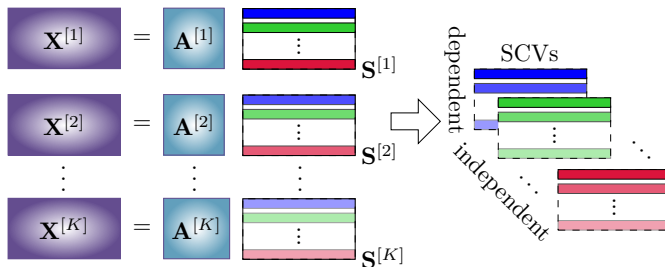 X^{[1]} = A^{[1]} ⋮ S^{[1]}
X^{[2]} = A^{[2]} ⋮ S^{[2]}
⋮ ⋮ ⋮
X^{[K]} = A^{[K]} ⋮ S^{[K]}
SCVs
dependent
independent
⋮ ⋱
⋱ ⋮